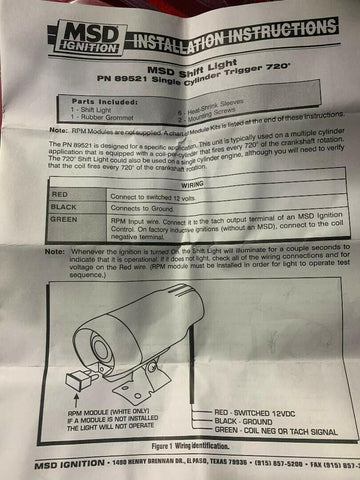 MSD
IGNITION
INSTALLATION INSTRUCTIONS
MSD Shift Light
PN 89521 Single Cylinder Trigger 720°
Parts Included:
1 - Shift Light
1 - Rubber Grommet
6 - Heat-Shrink Sleeves
2 - Mounting Screws
Note: RPM Modules are not supplied. A chart of Module Kits is listed at the end of these instructions.
The PN 89521 is designed for a specific application. This unit is typically used on a multiple cylinder
application that is equipped with a coil-per-cylinder that fires every 720° of the crankshaft rotation.
The 720° Shift Light could also be used on a single cylinder engine, although you will need to verify
that the coil fires every 720° of the crankshaft rotation.
WIRING
RED Connect to switched 12 volts.
BLACK Connects to Ground.
GREEN RPM Input wire. Connect it to the tach output terminal of an MSD Ignition
Control. On factory inductive ignitions (without an MSD), connect to the coil
negative terminal.
Note: Whenever the ignition is turned On the Shift Light will illuminate for a couple seconds to
indicate that it is operational. If it does not light, check all of the wiring connections and for
voltage on the Red wire. (RPM module must be installed in order for light to operate test
sequence.)
RPM MODULE (WHITE ONLY)
IF A MODULE IS NOT INSTALLED
THE LIGHT WILL NOT OPERATE
RED - SWITCHED 12VDC
BLACK - GROUND
GREEN - COIL NEG OR TACH SIGNAL
Figure 1 Wiring identification.
MSD IGNITION • 1490 HENRY BRENNAN DR., EL PASO, TEXAS 79936 • (915) 857-5200 • FAX (915) 857-3